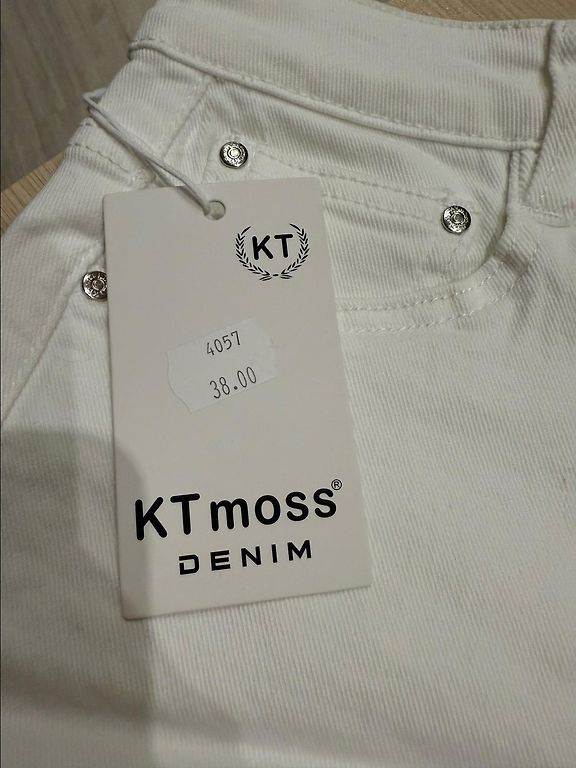 KT
4057
38.00
KTmoss®
DENIM